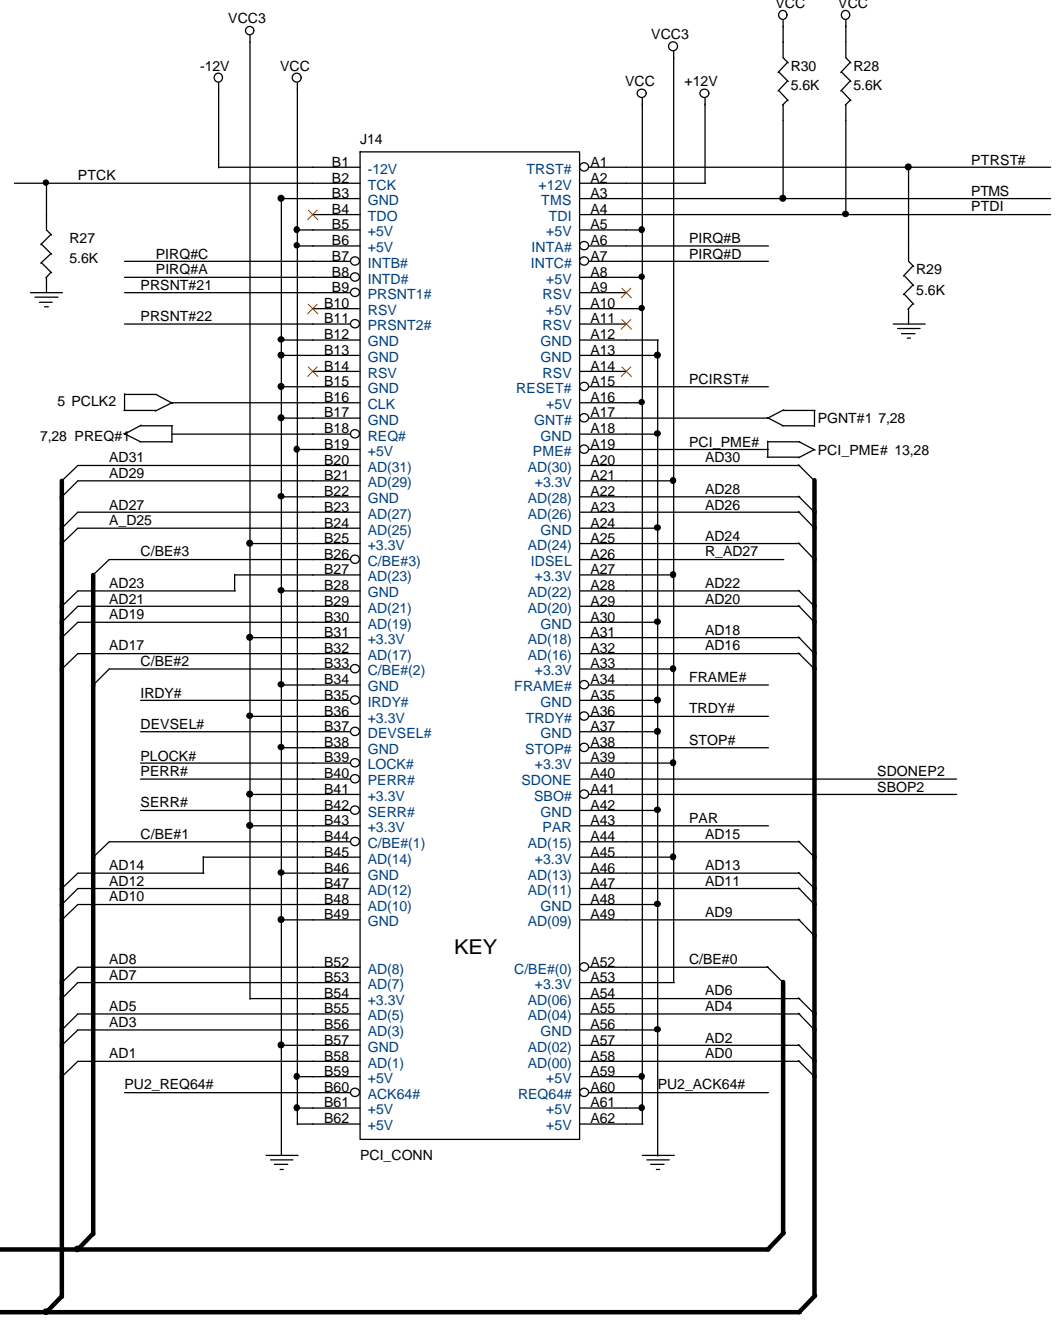 VCC VCC
VCC3
VCC3
-12V VCC
VCC +12V
R30 R28
5.6K 5.6K
J14
B1 -12V TRST# A1 PTRST#
PTCK B2 TCK +12V A2
B3 GND TMS A3 PTMS
B4 TDO TDI A4 PTDI
B5 +5V +5V A5
R27
5.6K
B6 +5V INTA# A6 PIRQ#B
PIRQ#C B7 INTB# INTC# A7 PIRQ#D
PIRQ#A B8 INTD# +5V A8
R29
5.6K
PRSNT#21 B9 PRSNT1# RSV A9
B10 RSV +5V A10
PRSNT#22 B11 PRSNT2# RSV A11
B12 GND GND A12
B13 GND GND A13
B14 RSV RSV A14
B15 GND RESET# A15 PCIRST#
5 PCLK2 B16 CLK +5V A16
B17 GND GNT# A17 PGNT#1 7,28
7,28 PREQ#1 B18 REQ# GND A18
B19 +5V PME# A19 PCI_PME# PCI_PME# 13,28
AD31 B20 AD(31) AD(30) A20 AD30
AD29 B21 AD(29) +3.3V A21
B22 GND AD(28) A22 AD28
AD27 B23 AD(27) AD(26) A23 AD26
A_D25 B24 AD(25) GND A24
B25 +3.3V AD(24) A25 AD24
C/BE#3 B26 C/BE#3) IDSEL A26 R_AD27
B27 AD(23) +3.3V A27
AD23 B28 GND AD(22) A28 AD22
AD21 B29 AD(21) AD(20) A29 AD20
AD19 B30 AD(19) GND A30
B31 +3.3V AD(18) A31 AD18
AD17 B32 AD(17) AD(16) A32 AD16
C/BE#2 B33 C/BE#(2) +3.3V A33
B34 GND FRAME# A34 FRAME#
IRDY# B35 IRDY# GND A35
B36 +3.3V TRDY# A36 TRDY#
DEVSEL# B37 DEVSEL# GND A37
B38 GND STOP# A38 STOP#
PLOCK# B39 LOCK# +3.3V A39
PERR# B40 PERR# SDONE A40 SDONEP2
B41 +3.3V SBO# A41 SBOP2
SERR# B42 SERR# GND A42
B43 +3.3V PAR A43 PAR
C/BE#1 B44 C/BE#(1) AD(15) A44 AD15
B45 AD(14) +3.3V A45
AD14 B46 GND AD(13) A46 AD13
AD12 B47 AD(12) AD(11) A47 AD11
AD10 B48 AD(10) GND A48
B49 GND AD(09) A49 AD9
KEY
AD8 B52 AD(8) C/BE#(0) A52 C/BE#0
AD7 B53 AD(7) +3.3V A53
B54 +3.3V AD(06) A54 AD6
AD5 B55 AD(5) AD(04) A55 AD4
AD3 B56 AD(3) GND A56
B57 GND AD(02) A57 AD2
AD1 B58 AD(1) AD(00) A58 AD0
B59 +5V +5V A59
PU2_REQ64# B60 ACK64# REQ64# A60 PU2_ACK64#
B61 +5V +5V A61
B62 +5V +5V A62
PCI_CONN